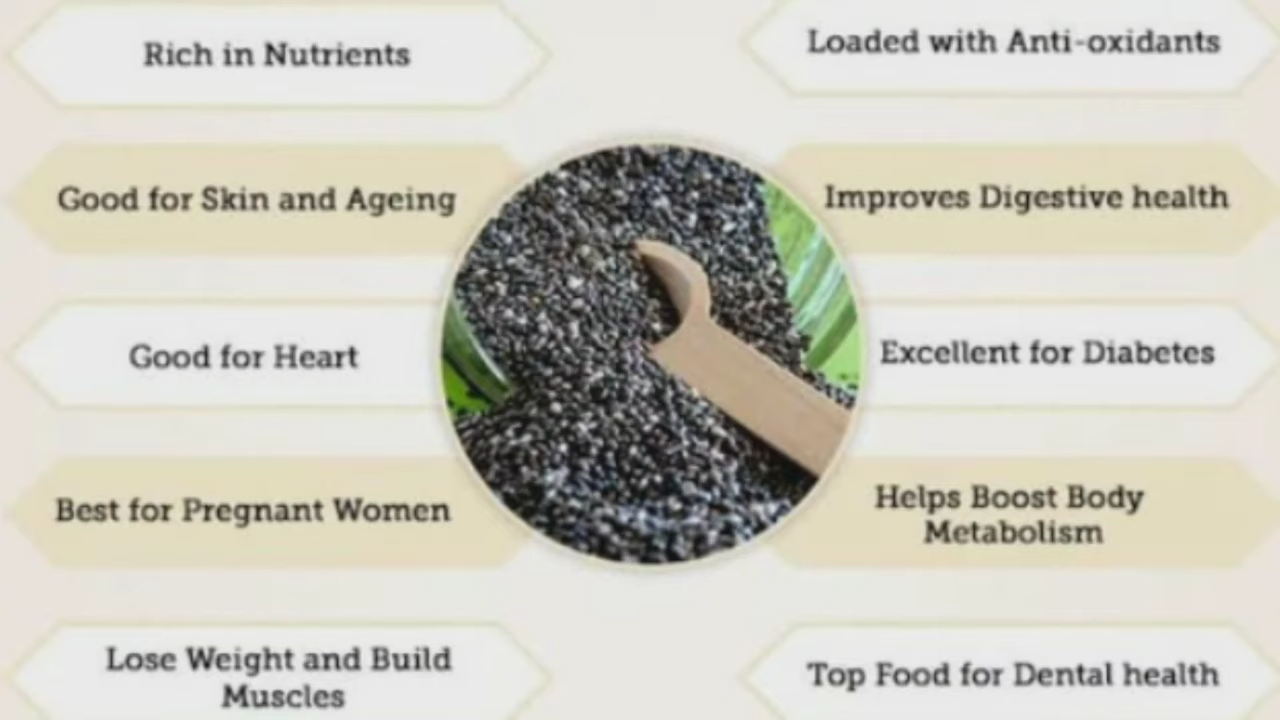 Rich in Nutrients
Loaded with Anti-oxidants
Good for Skin and Ageing
Improves Digestive health
Good for Heart
Excellent for Diabetes
Best for Pregnant Women
Helps Boost Body
Metabolism
Lose Weight and Build
Muscles
Top Food for Dental health